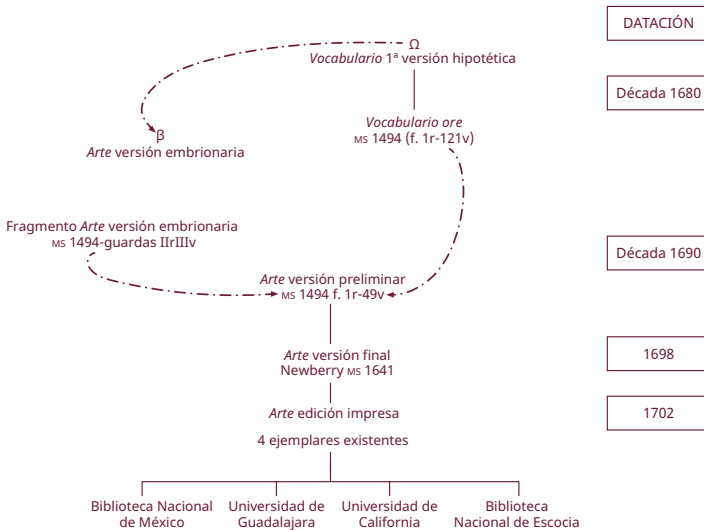 DATACIÓN
Ω
Vocabulario 1ª versión hipotética
Década 1680
Vocabulario ore
MS 1494 (f. 1r-121v)
β
Arte versión embrionaria
Fragmento Arte versión embrionaria
MS 1494-guardas IIrIIIv
Década 1690
Arte versión preliminar
MS 1494 f. 1r-49v
Arte versión final
Newberry MS 1641
1698
Arte edición impresa
1702
4 ejemplares existentes
Biblioteca Nacional
de México
Universidad de
Guadalajara
Universidad de
California
Biblioteca
Nacional de Escocia